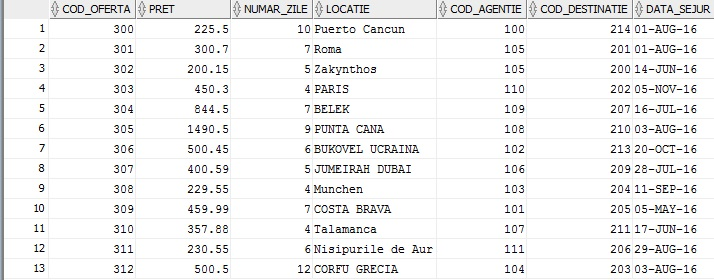 COD_OFERTA PRET NUMAR_ZILE LOCATIE COD_AGENTIE COD_DESTINATIE DATA_SEJUR
1 300 225.5 10 Puerto Cancun 100 214 01-AUG-16
2 301 300.7 7 Roma 105 201 01-AUG-16
3 302 200.15 5 Zakynthos 105 200 14-JUN-16
4 303 450.3 4 PARIS 110 202 05-NOV-16
5 304 844.5 7 BELEK 109 207 16-JUL-16
6 305 1490.5 9 PUNTA CANA 108 210 03-AUG-16
7 306 500.45 6 BUKOVEL UCRAINA 102 213 20-OCT-16
8 307 400.59 5 JUMEIRAH DUBAI 106 209 28-JUL-16
9 308 229.55 4 Munchen 103 204 11-SEP-16
10 309 459.99 7 COSTA BRAVA 101 205 05-MAY-16
11 310 357.88 4 Talamanca 107 211 17-JUN-16
12 311 230.55 6 Nisipurile de Aur 111 206 29-AUG-16
13 312 500.5 12 CORFU GRECIA 104 203 03-AUG-16